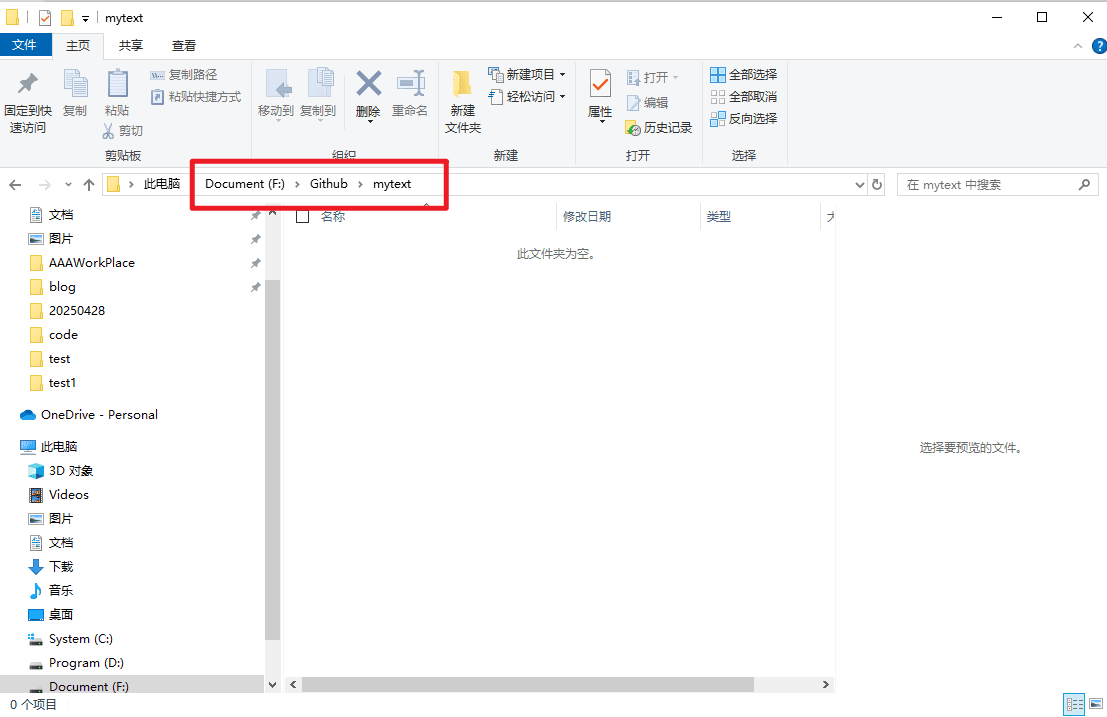 mytext
文件 主页 共享 查看
固定到快速访问
复制
粘贴
复制路径
粘贴快捷方式
剪切
剪贴板
移动到
复制到
删除
重命名
组织
新建文件夹
新建项目
轻松访问
新建
属性
打开
编辑
历史记录
打开
全部选择
全部取消
反向选择
选择
此电脑 Document (F:) Github mytext
在 mytext 中搜索
文档
图片
AAAWorkPlace
blog
20250428
code
test
test1
OneDrive - Personal
此电脑
3D 对象
Videos
图片
文档
下载
音乐
桌面
System (C:)
Program (D:)
Document (F:)
名称 修改日期 类型
此文件夹为空。
选择要预览的文件。
0 个项目